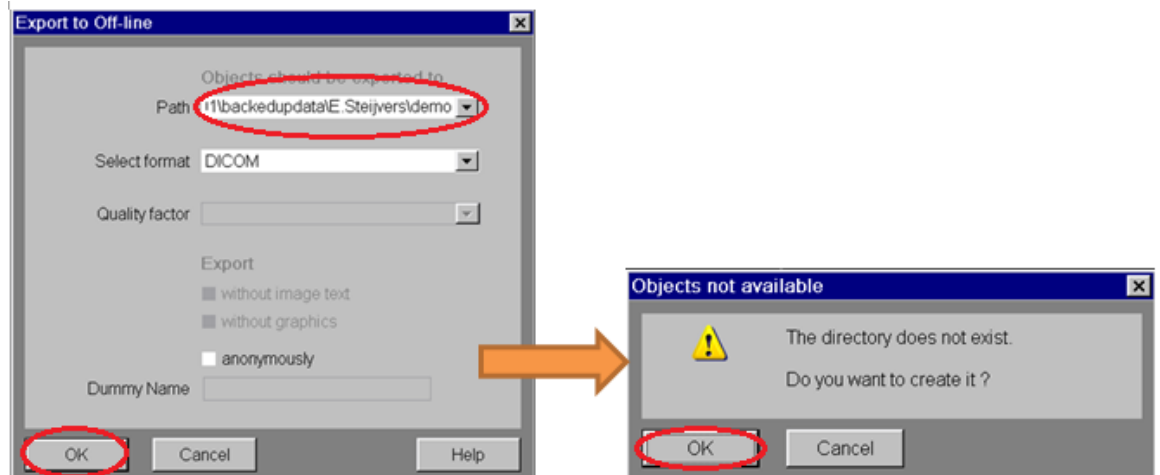 Export to Off-line
Objects should be exported to
Path 1\backedupdata\E.Steijvers\demo
Select format DICOM
Quality factor
Export
without image text
without graphics
anonymously
Dummy Name
OK Cancel Help
Objects not available
The directory does not exist.
Do you want to create it ?
OK Cancel